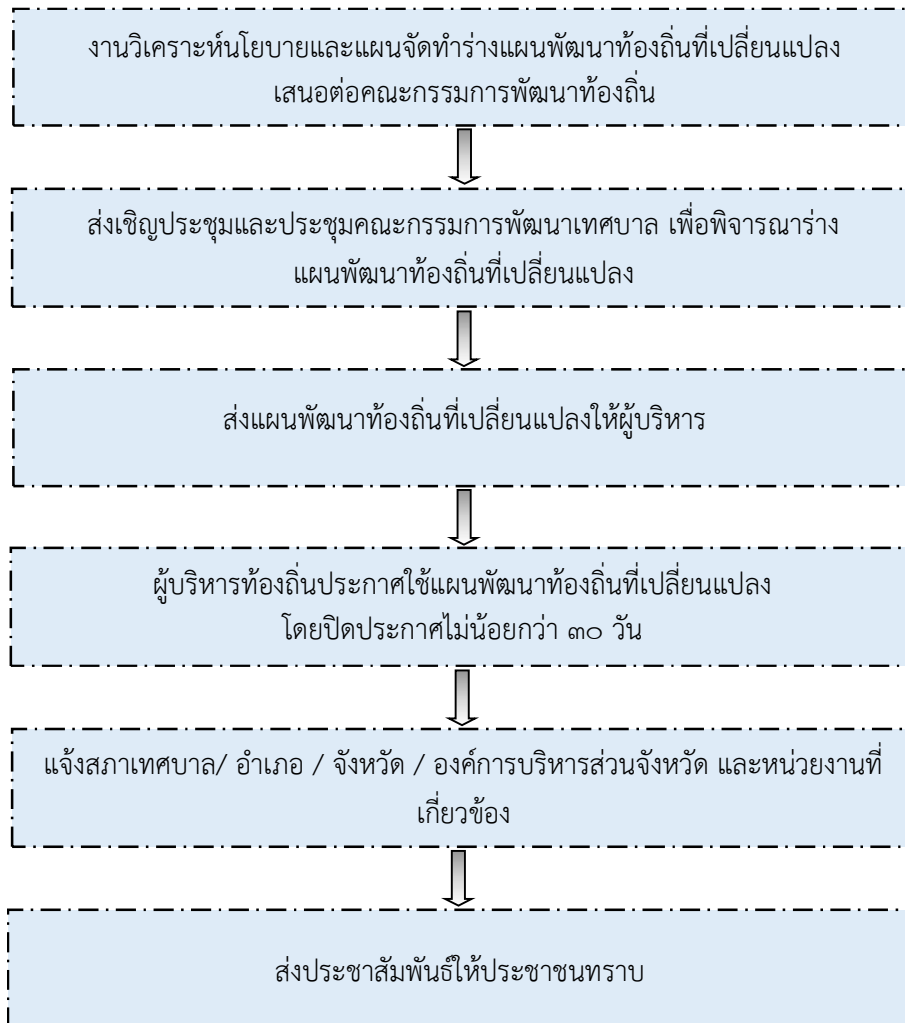 งานวิเคราะห์นโยบายและแผนจัดทำร่างแผนพัฒนาท้องถิ่นที่เปลี่ยนแปลง
เสนอต่อคณะกรรมการพัฒนาท้องถิ่น
ส่งเชิญประชุมและประชุมคณะกรรมการพัฒนาเทศบาล เพื่อพิจารณาร่าง
แผนพัฒนาท้องถิ่นที่เปลี่ยนแปลง
ส่งแผนพัฒนาท้องถิ่นที่เปลี่ยนแปลงให้ผู้บริหาร
ผู้บริหารท้องถิ่นประกาศใช้แผนพัฒนาท้องถิ่นที่เปลี่ยนแปลง
โดยปิดประกาศไม่น้อยกว่า ๓๐ วัน
แจ้งสภาเทศบาล/ อำเภอ / จังหวัด / องค์การบริหารส่วนจังหวัด และหน่วยงานที่
เกี่ยวข้อง
ส่งประชาสัมพันธ์ให้ประชาชนทราบ